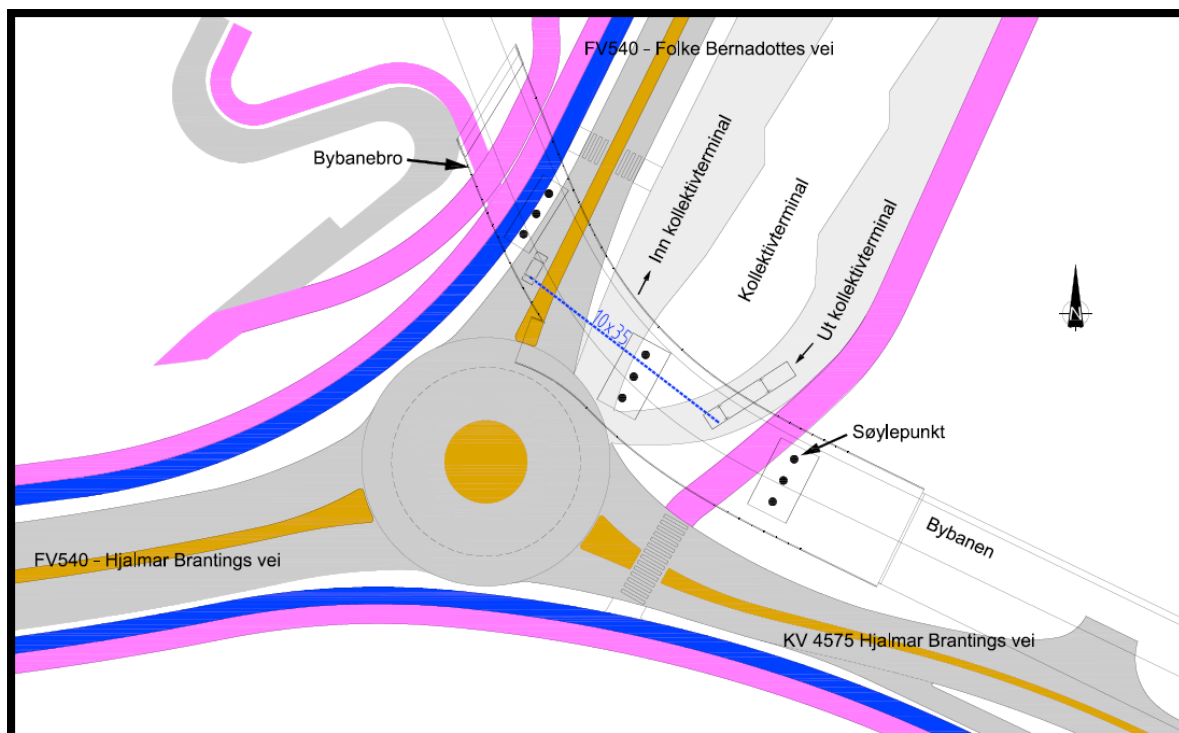 FV540 - Folke Bernadottes vei
Bybanebro
Inn kollektivterminal
Kollektivterminal
Ut kollektivterminal
10x35
N
Søylepunkt
Bybanen
FV540 - Hjalmar Brantings vei
KV 4575 Hjalmar Brantings vei